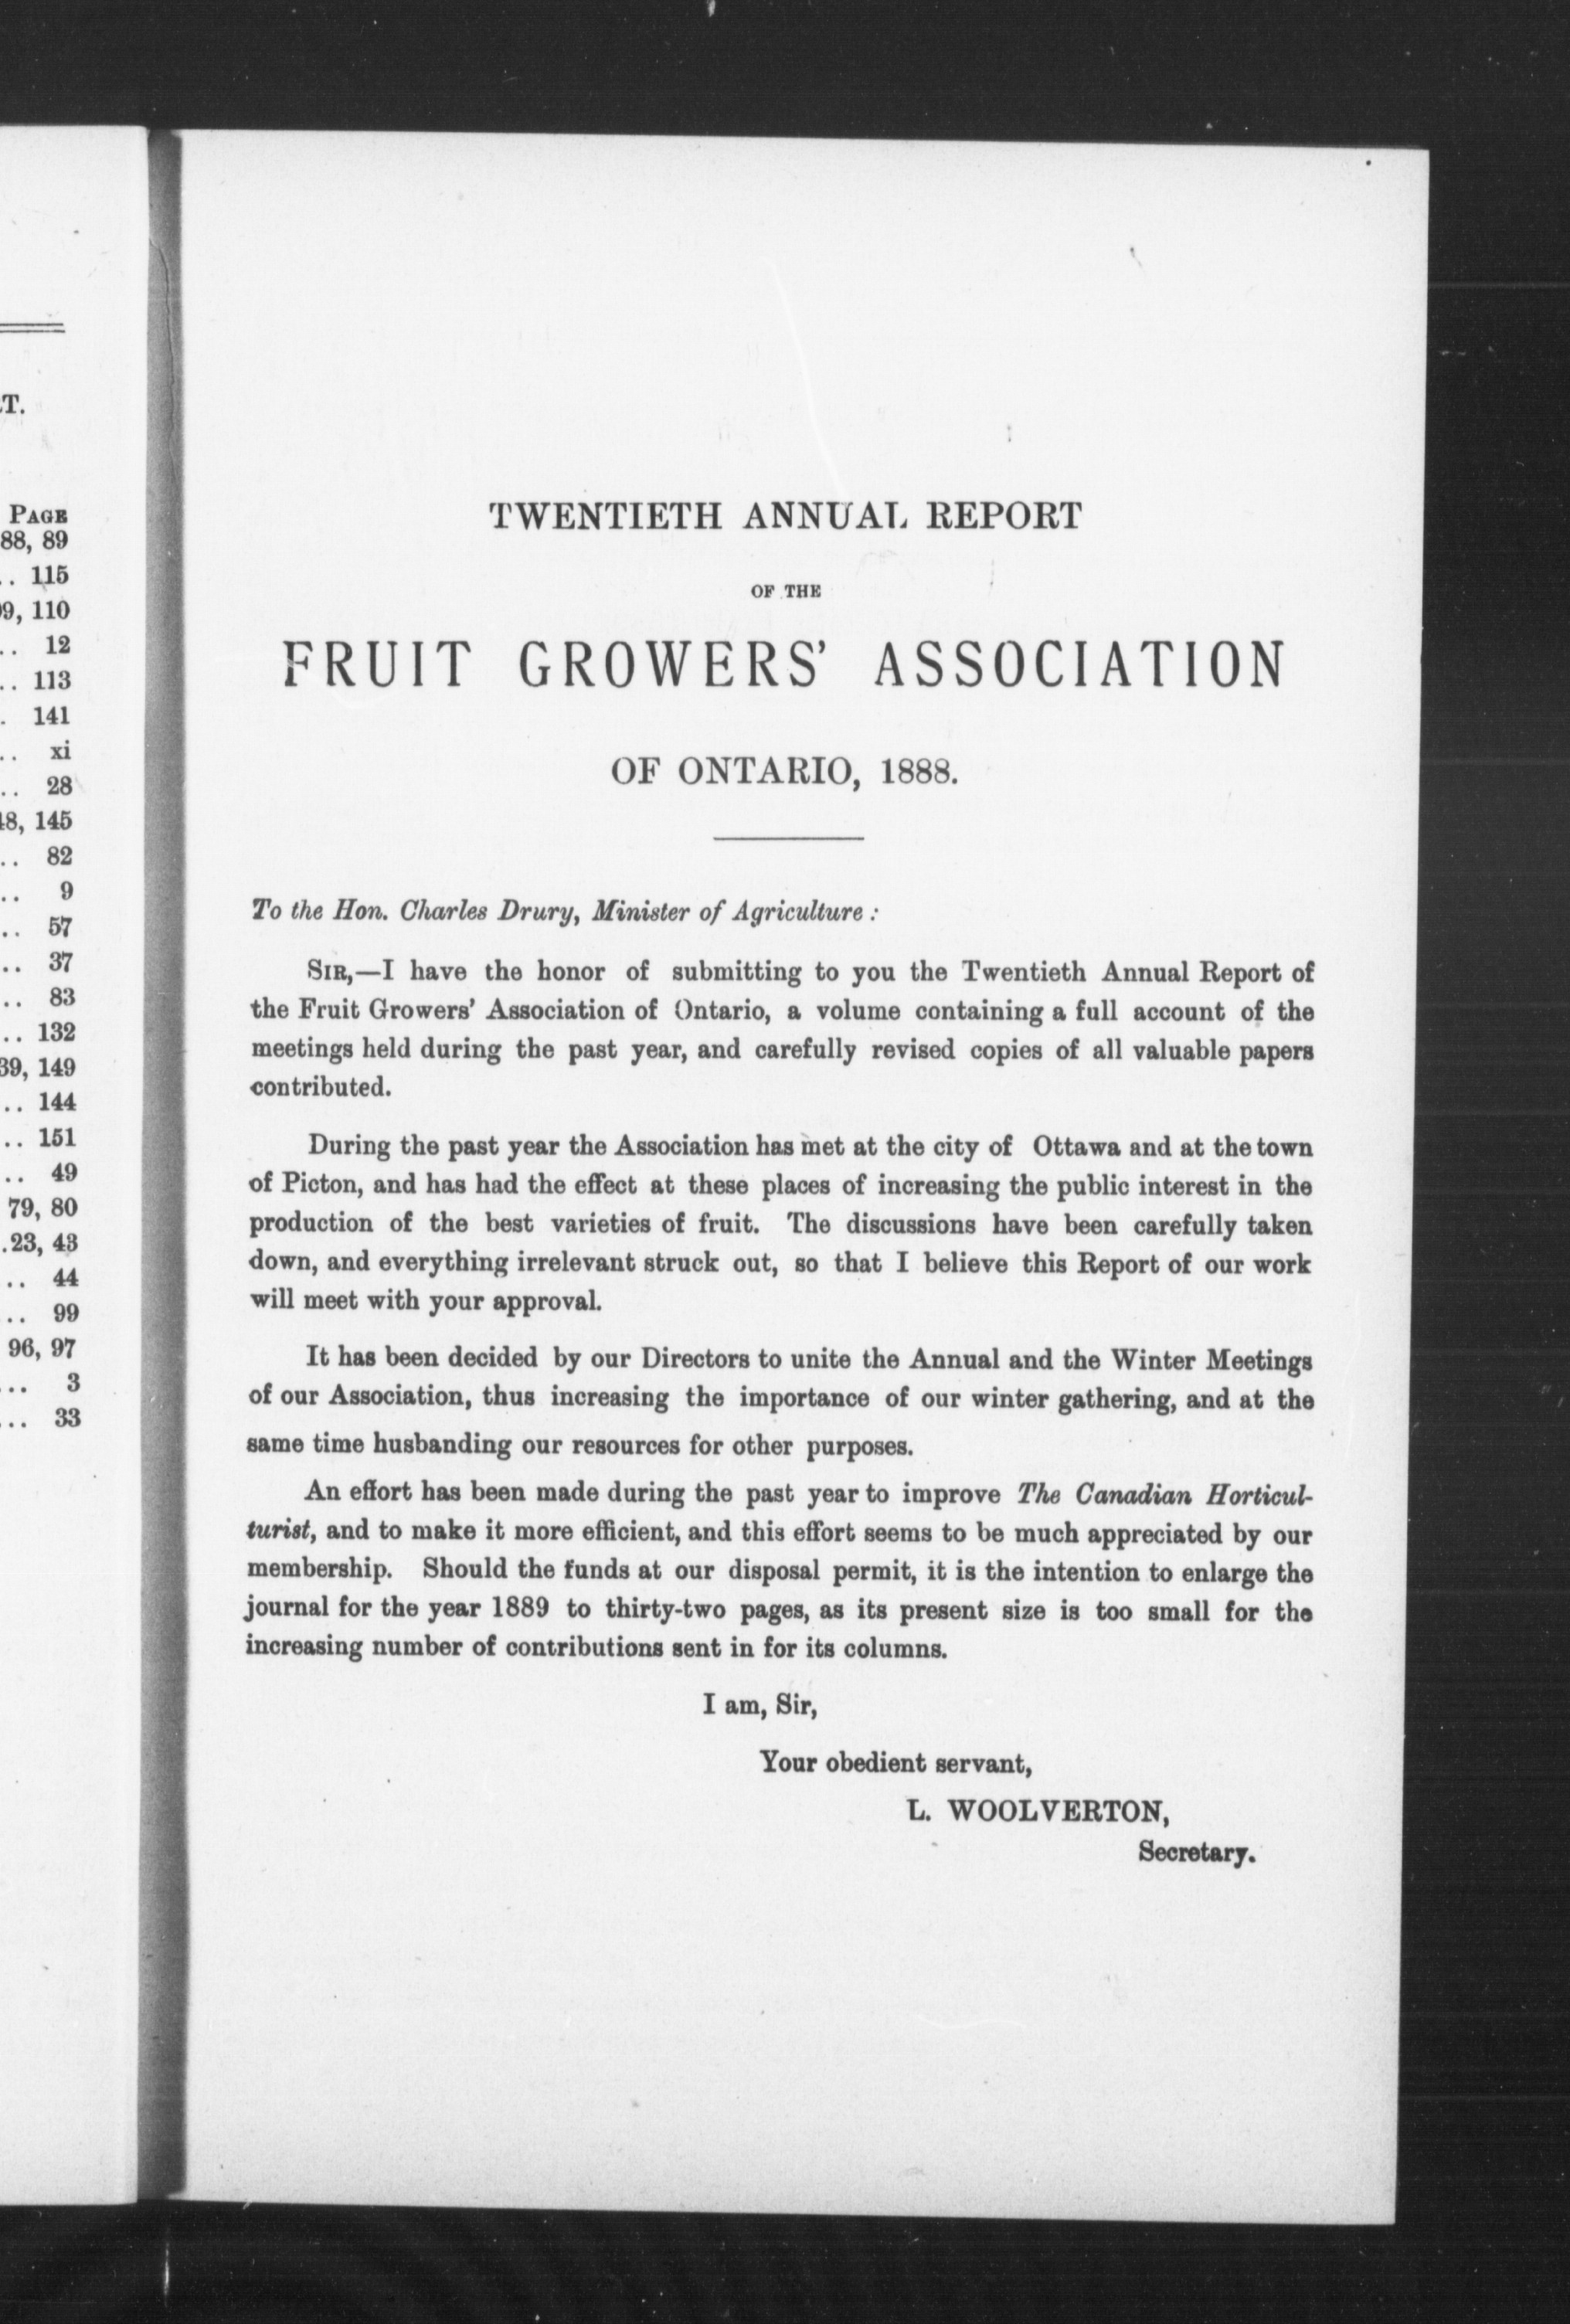 T.
PAGE
88, 89
.. 115
9, 110
.. 12
.. 113
. 141
.. xi
.. 28
48, 145
.. 82
.. 9
.. 57
.. 37
.. 83
.. 132
39, 149
.. 144
.. 151
.. 49
79, 80
.23, 43
.. 44
.. 99
96, 97
... 3
... 33
TWENTIETH ANNUAL REPORT
OF THE
FRUIT GROWERS' ASSOCIATION
OF ONTARIO, 1888.
To the Hon. Charles Drury, Minister of Agriculture :
SIR,—I have the honor of submitting to you the Twentieth Annual Report of
the Fruit Growers' Association of Ontario, a volume containing a full account of the
meetings held during the past year, and carefully revised copies of all valuable papers
contributed.
During the past year the Association has met at the city of Ottawa and at the town
of Picton, and has had the effect at these places of increasing the public interest in the
production of the best varieties of fruit. The discussions have been carefully taken
down, and everything irrelevant struck out, so that I believe this Report of our work
will meet with your approval.
It has been decided by our Directors to unite the Annual and the Winter Meetings
of our Association, thus increasing the importance of our winter gathering, and at the
same time husbanding our resources for other purposes.
An effort has been made during the past year to improve The Canadian Horticul-
turist, and to make it more efficient, and this effort seems to be much appreciated by our
membership. Should the funds at our disposal permit, it is the intention to enlarge the
journal for the year 1889 to thirty-two pages, as its present size is too small for the
increasing number of contributions sent in for its columns.
I am, Sir,
Your obedient servant,
L. WOOLVERTON,
Secretary.